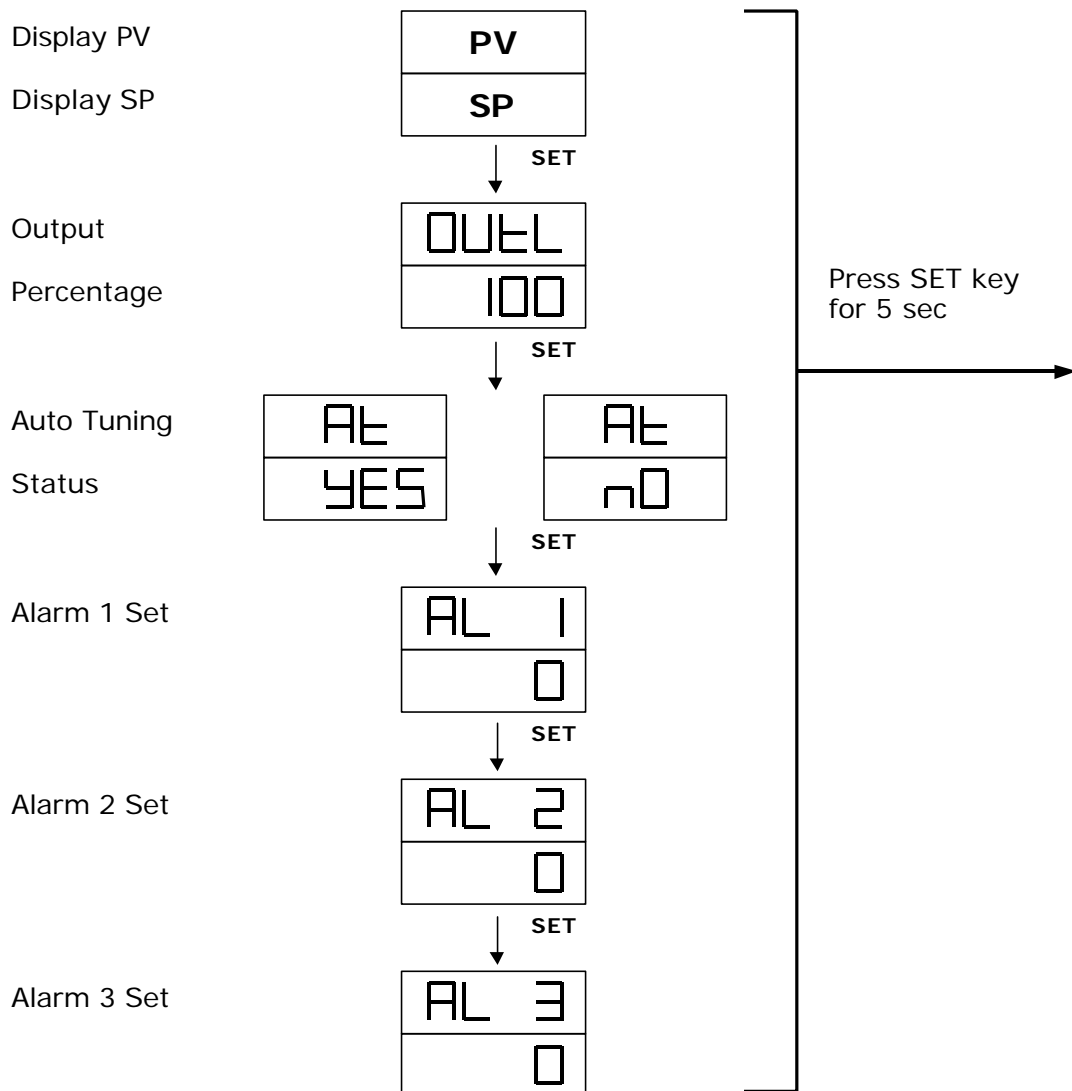 Display PV
PV
Display SP
SP
SET
Output
OUtL
Percentage
100
SET
Press SET key
for 5 sec
Auto Tuning
At
At
Status
YES
nO
SET
Alarm 1 Set
AL 1
0
SET
Alarm 2 Set
AL 2
0
SET
Alarm 3 Set
AL 3
0